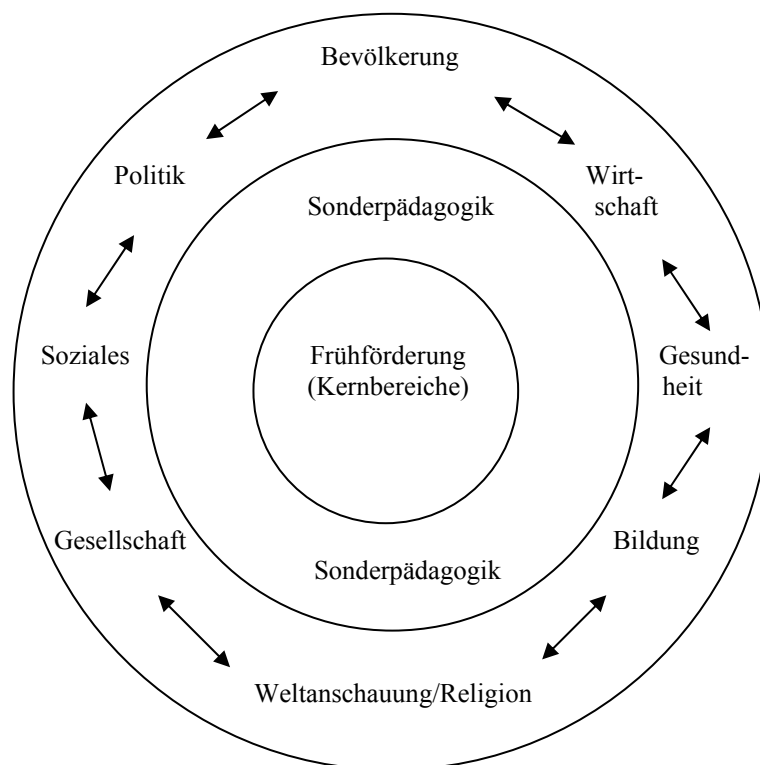 Bevölkerung
Politik
Wirt-
schaft
Sonderpädagogik
Soziales
Frühförderung
(Kernbereiche)
Gesund-
heit
Gesellschaft
Bildung
Sonderpädagogik
Weltanschauung/Religion